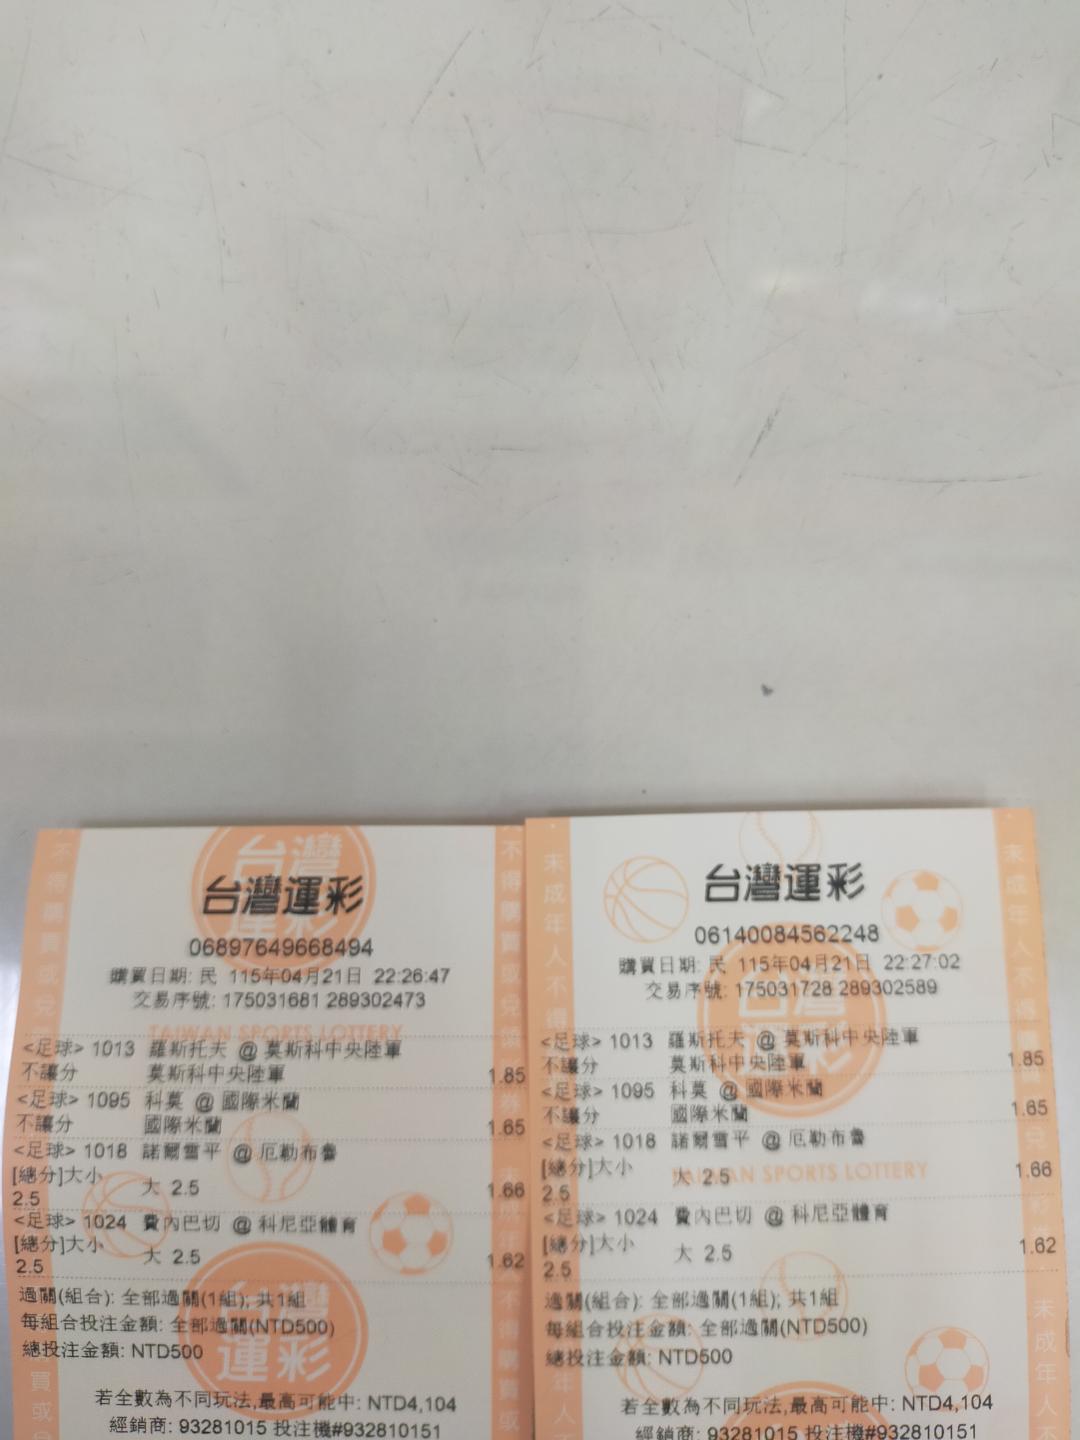 台灣運彩
06897649668494
購買日期: 民 115年04月21日 22:26:47
交易序號: 175031681 289302473
TAIWAN SPORTS LOTTERY
<足球> 1013 羅斯托夫 @ 莫斯科中央陸軍
不讓分 莫斯科中央陸軍 1.85
<足球> 1095 科莫 @ 國際米蘭
不讓分 國際米蘭 1.65
<足球> 1018 諾爾雪平 @ 厄勒布魯
[總分]大小
2.5 大 2.5 1.66
<足球> 1024 費內巴切 @ 科尼亞體育
[總分]大小
2.5 大 2.5 1.62
過關(組合): 全部過關(1組); 共1組
每組合投注金額: 全部過關(NTD500)
總投注金額: NTD500
若全數為不同玩法,最高可能中: NTD4,104
經銷商: 93281015 投注機#932810151
台灣運彩
06140084562248
購買日期: 民 115年04月21日 22:27:02
交易序號: 175031728 289302589
<足球> 1013 羅斯托夫 @ 莫斯科中央陸軍
不讓分 莫斯科中央陸軍 1.85
<足球> 1095 科莫 @ 國際米蘭
不讓分 國際米蘭 1.65
<足球> 1018 諾爾雪平 @ 厄勒布魯
[總分]大小
2.5 大 2.5 1.66
TAIWAN SPORTS LOTTERY
<足球> 1024 費內巴切 @ 科尼亞體育
[總分]大小
2.5 大 2.5 1.62
過關(組合): 全部過關(1組); 共1組
每組合投注金額: 全部過關(NTD500)
總投注金額: NTD500
若全數為不同玩法,最高可能中: NTD4,104
經銷商: 93281015 投注機#932810151